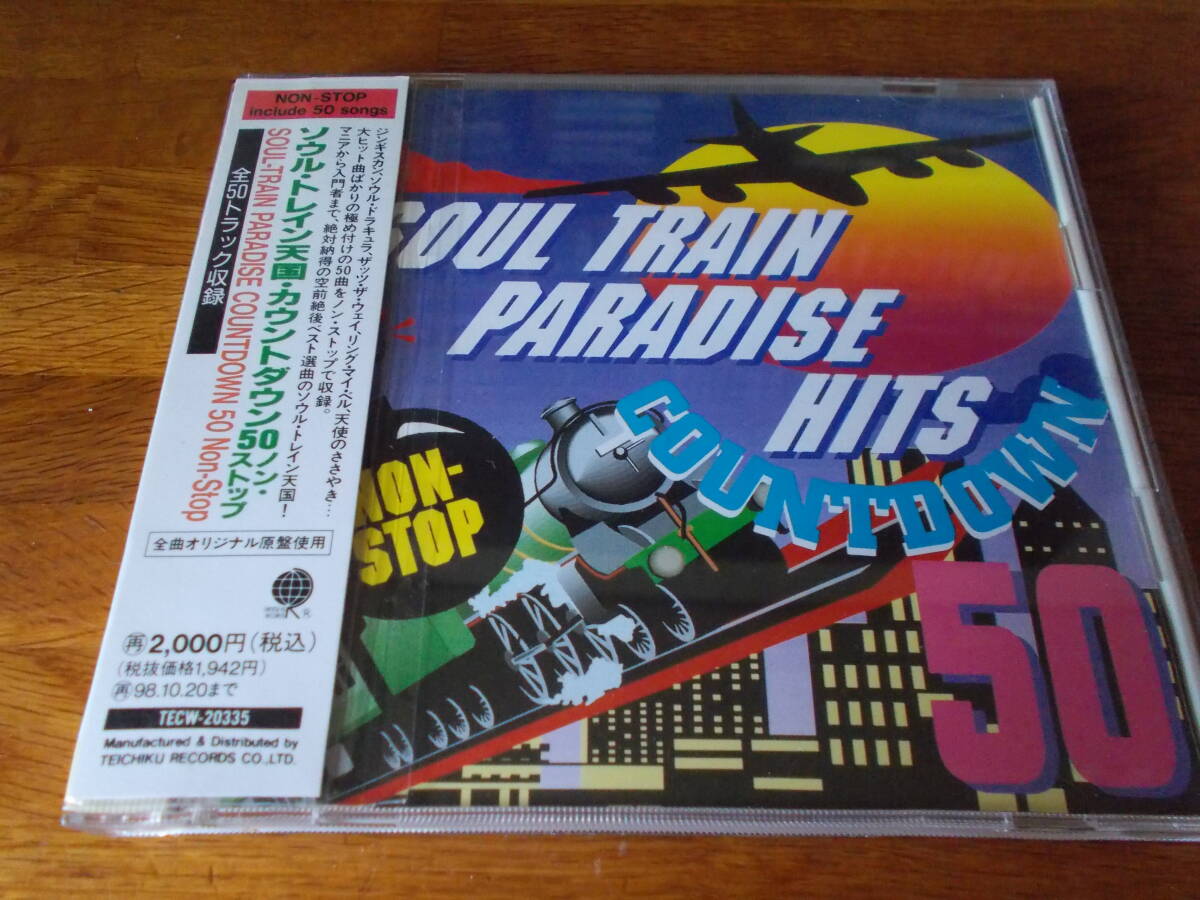 NON-STOP
include 50 songs
ジンギスカン、ソウル・ドラキュラ、ザッツ・ザ・ウェイ、リング・マイ・ベル、天使のささやき…
大ヒット曲ばかりの極め付けの50曲をノン・ストップで収録。
マニアから入門者まで、絶対納得の空前絶後ベスト選曲のソウル・トレイン天国!
ソウル・トレイン天国・カウントダウン50ノン・ストップ
SOUL-TRAIN PARADISE COUNTDOWN 50 Non-Stop
全50トラック収録
全曲オリジナル原盤使用
R
再2,000円(税込)
(税抜価格1,942円)
再98.10.20まで
TECW-20335
Manufactured & Distributed by
TEICHIKU RECORDS CO.,LTD.
SOUL TRAIN
PARADISE
HITS
COUNTDOWN
50
NON-
STOP